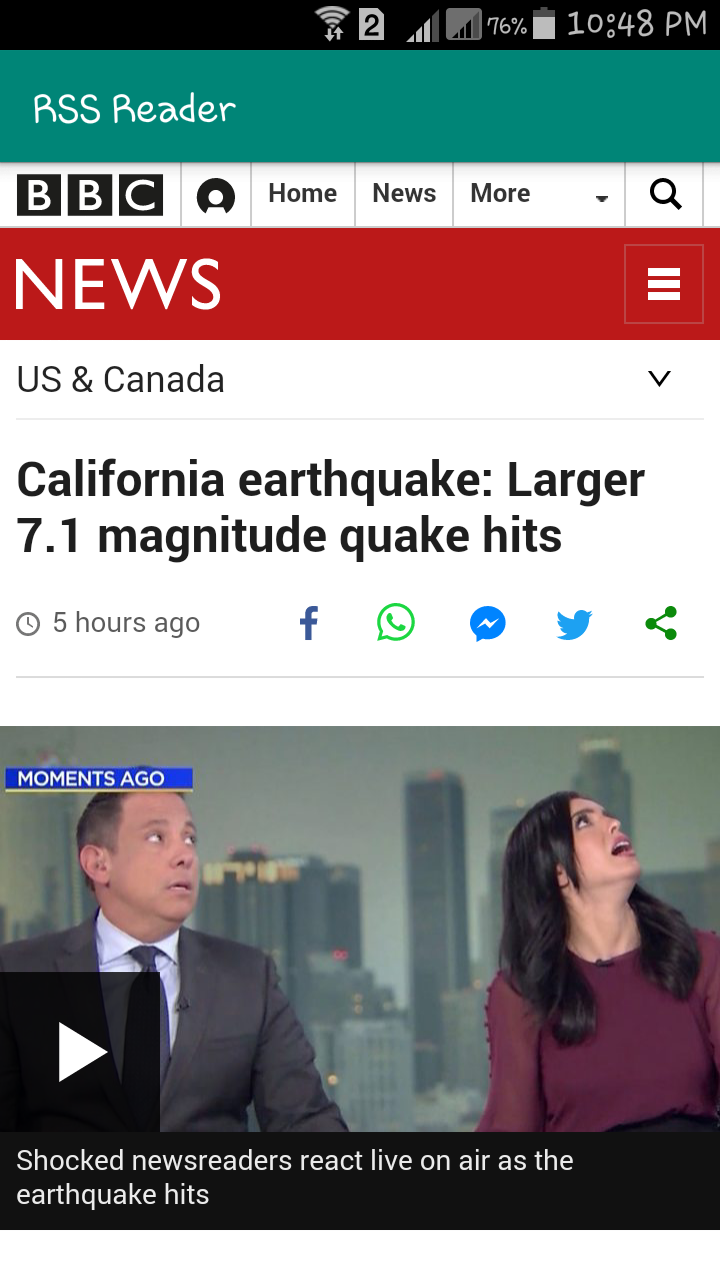 2 76% 10:48 PM
RSS Reader
BBC Home News More
NEWS
US & Canada
California earthquake: Larger
7.1 magnitude quake hits
5 hours ago
MOMENTS AGO
Shocked newsreaders react live on air as the
earthquake hits